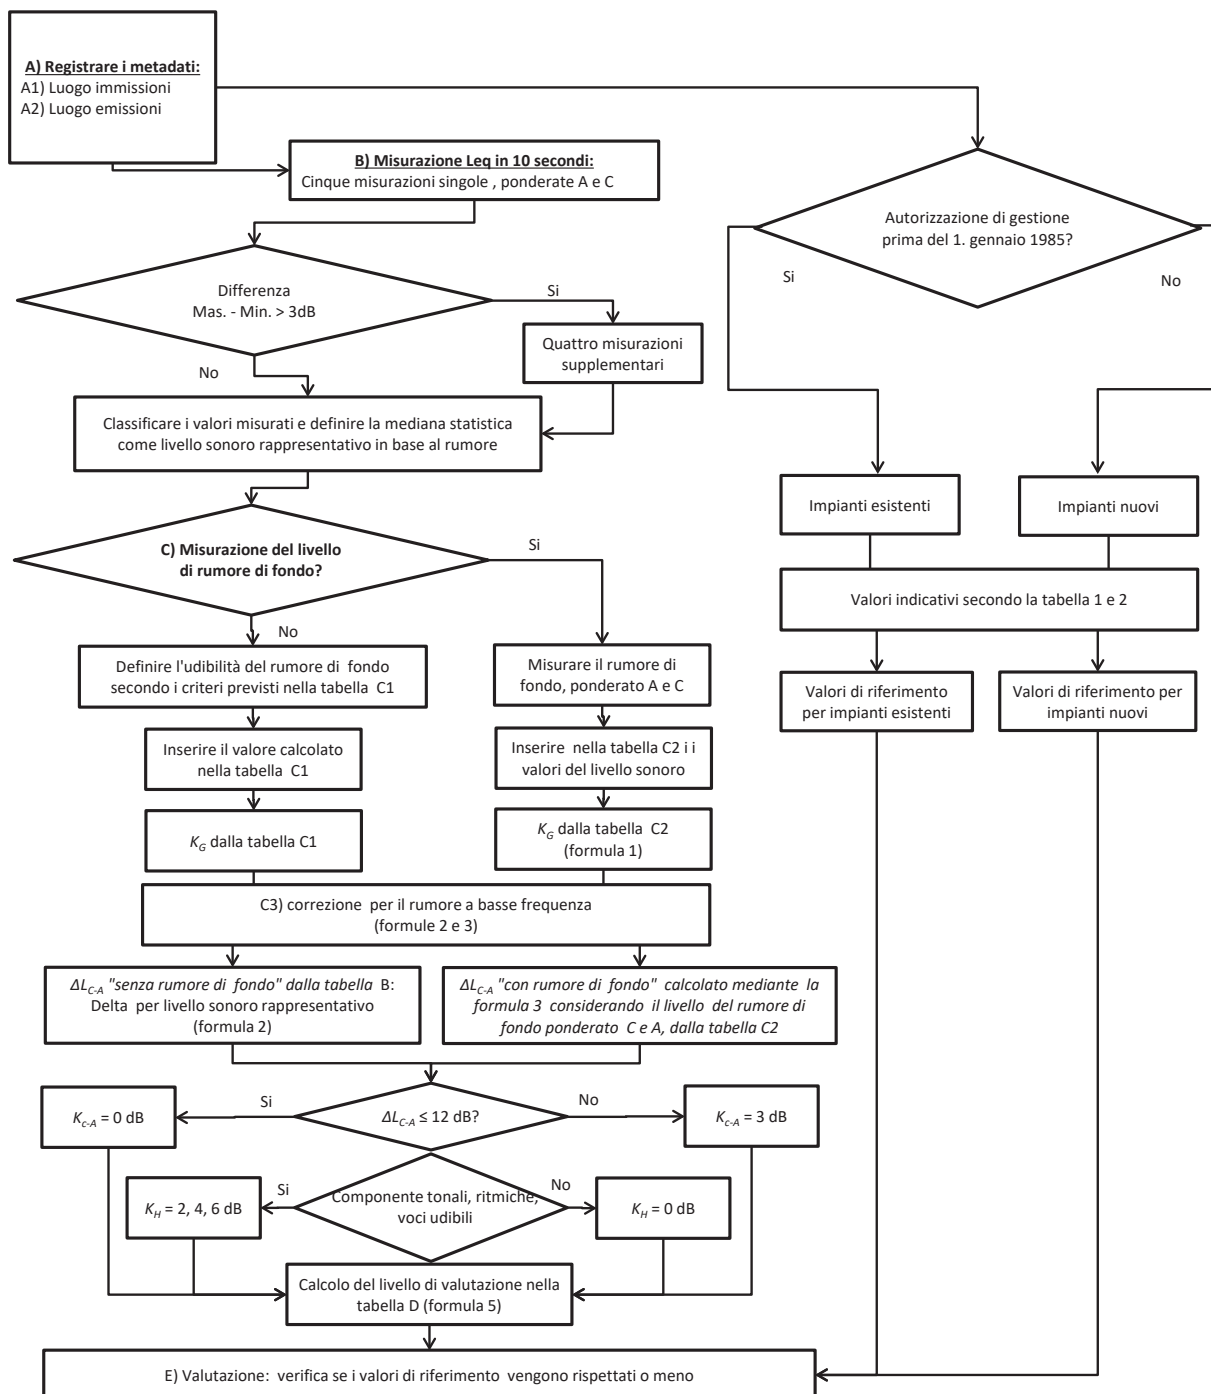 A) Registrare i metadati:
A1) Luogo immissioni
A2) Luogo emissioni
B) Misurazione Leq in 10 secondi:
Cinque misurazioni singole , ponderate A e C
Autorizzazione di gestione
prima del 1. gennaio 1985?
Si
No
Differenza
Mas. - Min. > 3dB
Si
No
Quattro misurazioni
supplementari
Classificare i valori misurati e definire la mediana statistica
come livello sonoro rappresentativo in base al rumore
Impianti esistenti
Impianti nuovi
C) Misurazione del livello
di rumore di fondo?
Si
No
Valori indicativi secondo la tabella 1 e 2
Definire l'udibilità del rumore di fondo
secondo i criteri previsti nella tabella C1
Misurare il rumore di
fondo, ponderato A e C
Valori di riferimento
per impianti esistenti
Valori di riferimento per
impianti nuovi
Inserire il valore calcolato
nella tabella C1
Inserire nella tabella C2 i i
valori del livello sonoro
KG dalla tabella C1
KG dalla tabella C2
(formula 1)
C3) correzione per il rumore a basse frequenza
(formule 2 e 3)
ΔLC-A "senza rumore di fondo" dalla tabella B:
Delta per livello sonoro rappresentativo
(formula 2)
ΔLC-A "con rumore di fondo" calcolato mediante la
formula 3 considerando il livello del rumore di
fondo ponderato C e A, dalla tabella C2
Kc-A = 0 dB
Si
ΔLC-A ≤ 12 dB?
No
Kc-A = 3 dB
KH = 2, 4, 6 dB
Si
Componente tonali, ritmiche,
voci udibili
No
KH = 0 dB
Calcolo del livello di valutazione nella
tabella D (formula 5)
E) Valutazione: verifica se i valori di riferimento vengono rispettati o meno